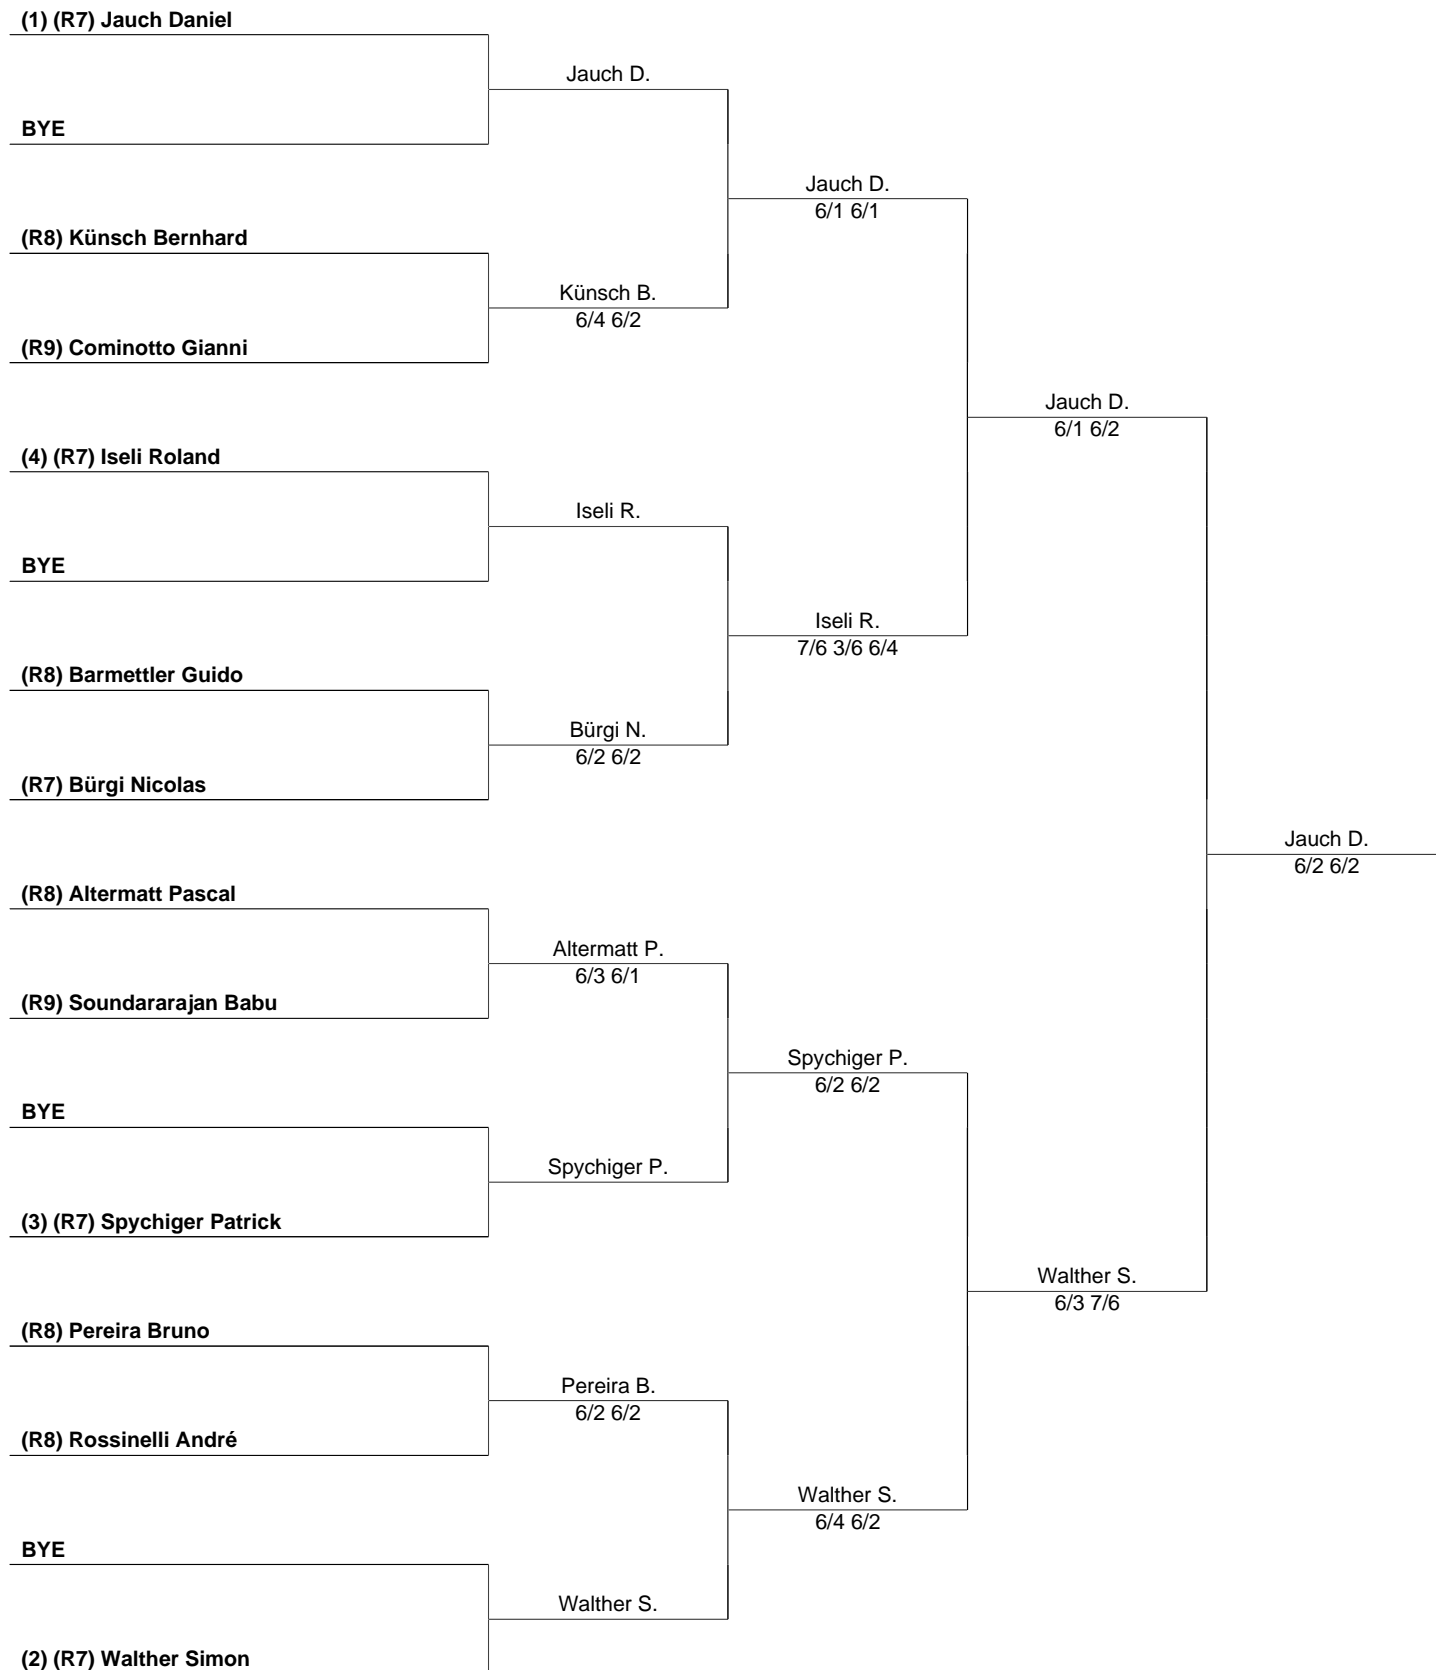 (1) (R7) Jauch Daniel
Jauch D.
BYE
Jauch D.
6/1 6/1
(R8) Künsch Bernhard
Künsch B.
6/4 6/2
(R9) Cominotto Gianni
Jauch D.
6/1 6/2
(4) (R7) Iseli Roland
Iseli R.
BYE
Iseli R.
7/6 3/6 6/4
(R8) Barmettler Guido
Bürgi N.
6/2 6/2
(R7) Bürgi Nicolas
Jauch D.
6/2 6/2
(R8) Altermatt Pascal
Altermatt P.
6/3 6/1
(R9) Soundararajan Babu
Spychiger P.
6/2 6/2
BYE
Spychiger P.
(3) (R7) Spychiger Patrick
Walther S.
6/3 7/6
(R8) Pereira Bruno
Pereira B.
6/2 6/2
(R8) Rossinelli André
Walther S.
6/4 6/2
BYE
Walther S.
(2) (R7) Walther Simon